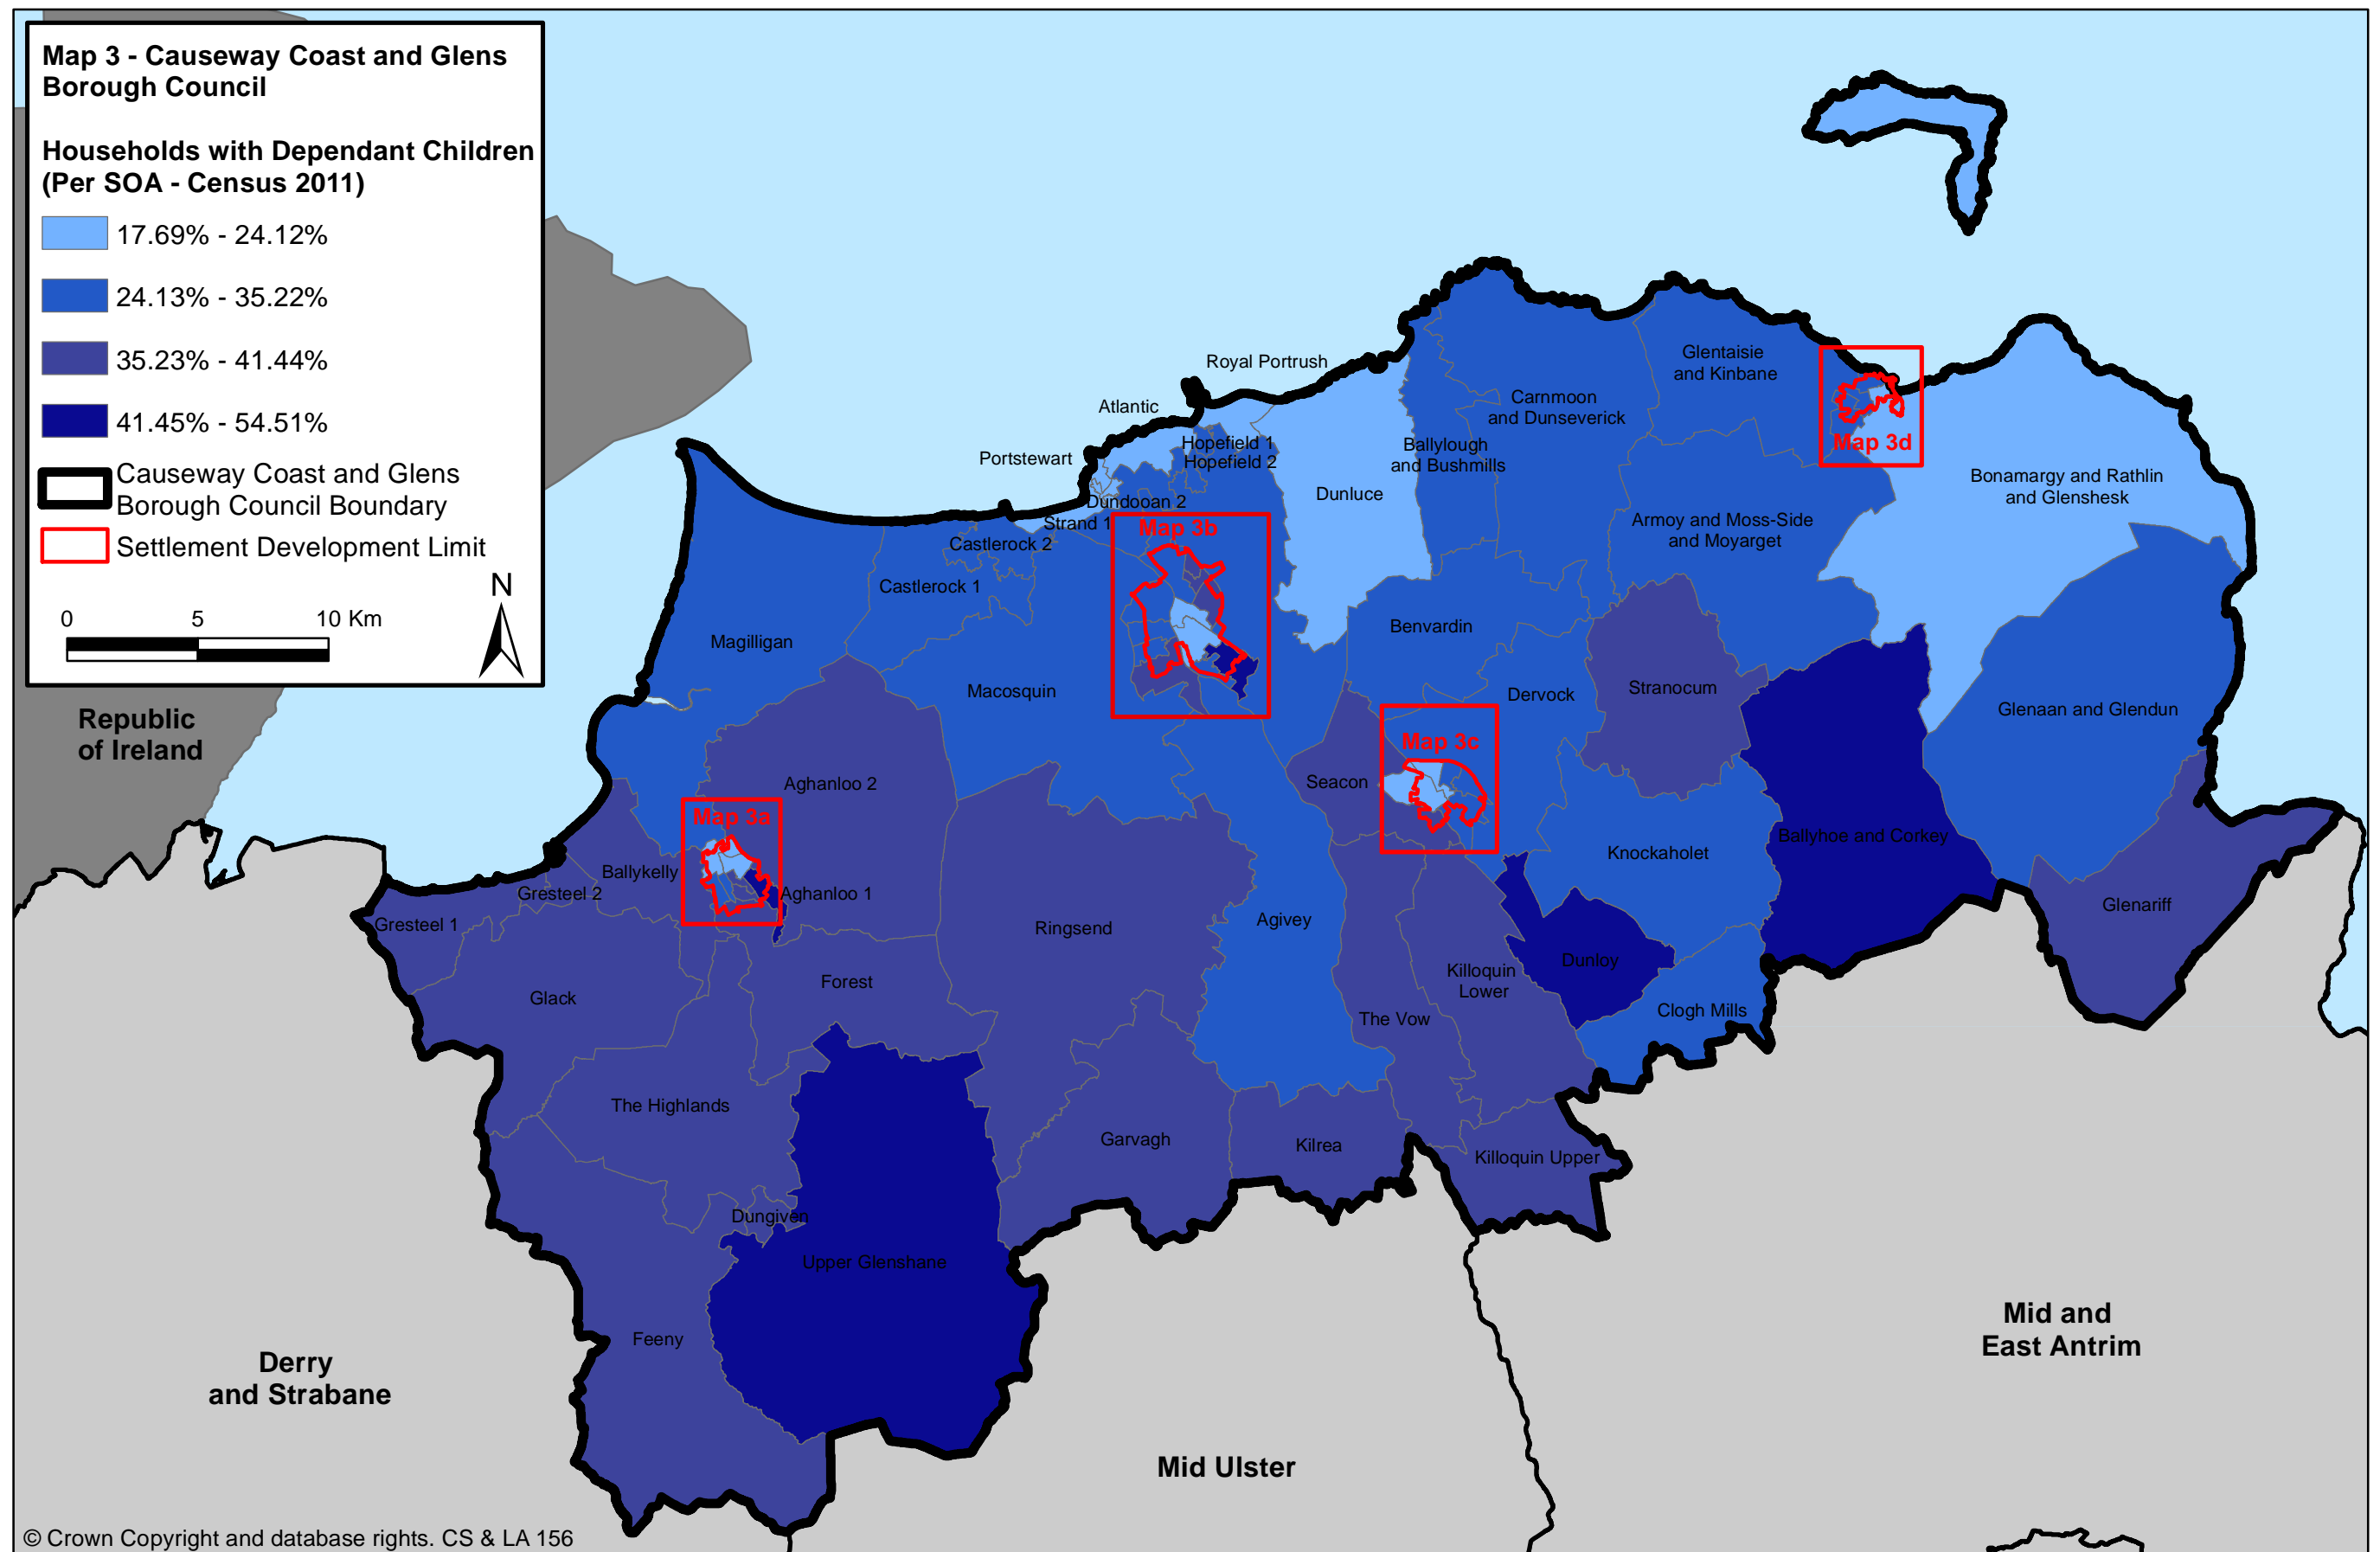 Map 3 - Causeway Coast and Glens
Borough Council
Households with Dependant Children
(Per SOA - Census 2011)
17.69% - 24.12%
24.13% - 35.22%
35.23% - 41.44%
41.45% - 54.51%
Causeway Coast and Glens
Borough Council Boundary
Settlement Development Limit
N
0 5 10 Km
Republic
of Ireland
Royal Portrush
Atlantic
Portstewart
Hopefield 1
Hopefield 2
Dundooan 2
Strand 1
Map 3b
Castlerock 2
Castlerock 1
Magilligan
Macosquin
Dunluce
Ballylough
and Bushmills
Carnmoon
and Dunseverick
Glentaisie
and Kinbane
Map 3d
Bonamargy and Rathlin
and Glenshesk
Armoy and Moss-Side
and Moyarget
Benvardin
Dervock
Stranocum
Glenaan and Glendun
Map 3c
Seacon
Aghanloo 2
Map 3a
Ballykelly
Aghanloo 1
Gresteel 2
Gresteel 1
Knockaholet
Ballyhoe and Corkey
Glenariff
Ringsend
Agivey
Dunloy
Killoquin
Lower
Clogh Mills
The Vow
Forest
Glack
The Highlands
Garvagh
Kilrea
Killoquin Upper
Dungiven
Upper Glenshane
Feeny
Derry
and Strabane
Mid Ulster
Mid and
East Antrim
© Crown Copyright and database rights. CS & LA 156